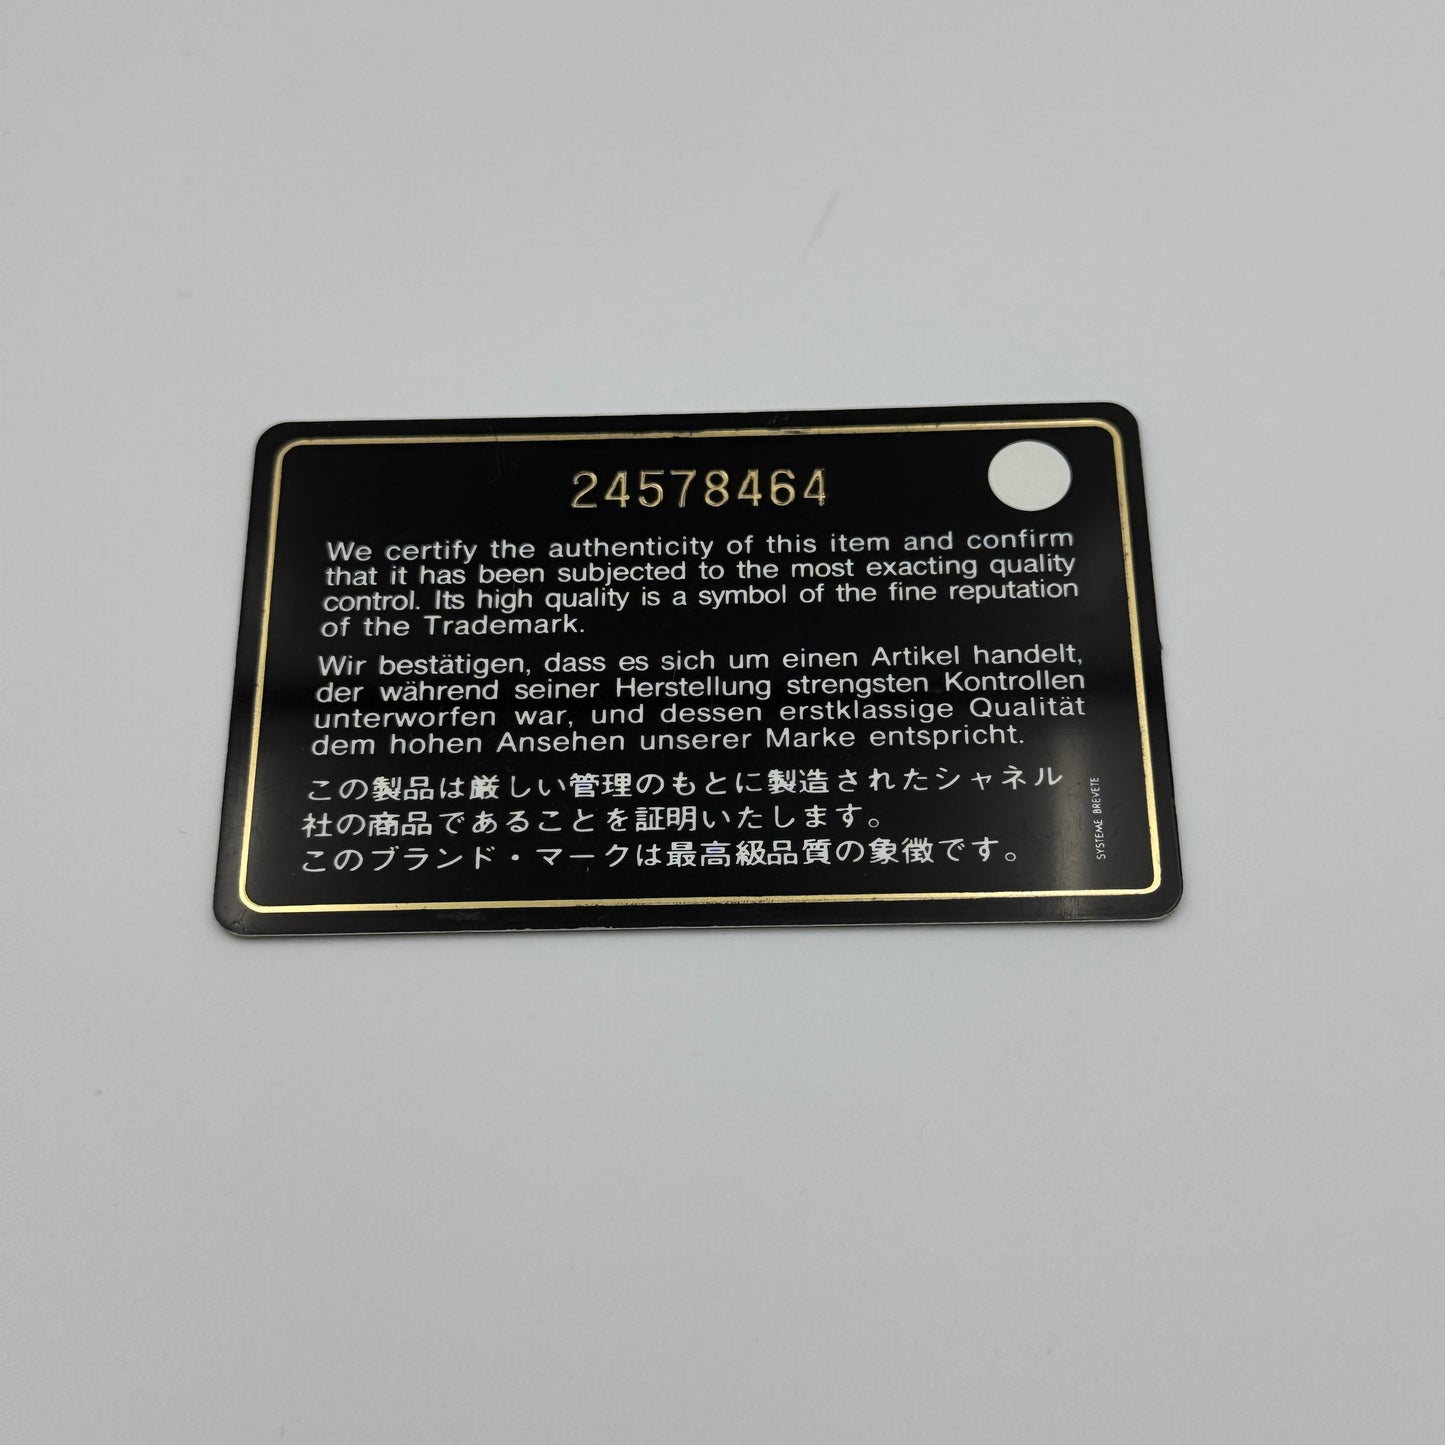 24578464
We certify the authenticity of this item and confirm
that it has been subjected to the most exacting quality
control. Its high quality is a symbol of the fine reputation
of the Trademark.
Wir bestätigen, dass es sich um einen Artikel handelt,
der während seiner Herstellung strengsten Kontrollen
unterworfen war, und dessen erstklassige Qualität
dem hohen Ansehen unserer Marke entspricht.
この製品は厳しい管理のもとに製造されたシャネル
社の商品であることを証明いたします。
このブランド・マークは最高級品質の象徴です。
SYSTEME BREVETE